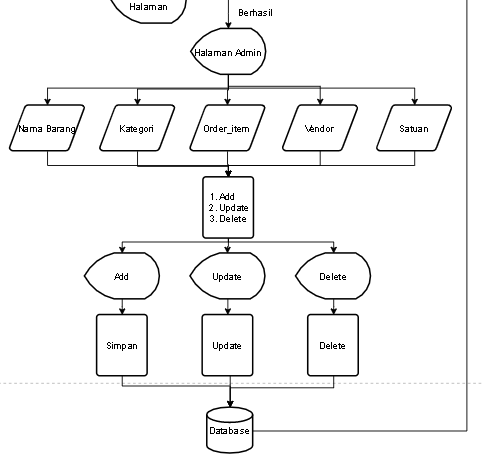 Halaman
Berhasil
Halaman Admin
Nama Barang
Kategori
Order_item
Vendor
Satuan
1. Add
2. Update
3. Delete
Add
Update
Delete
Simpan
Update
Delete
Database